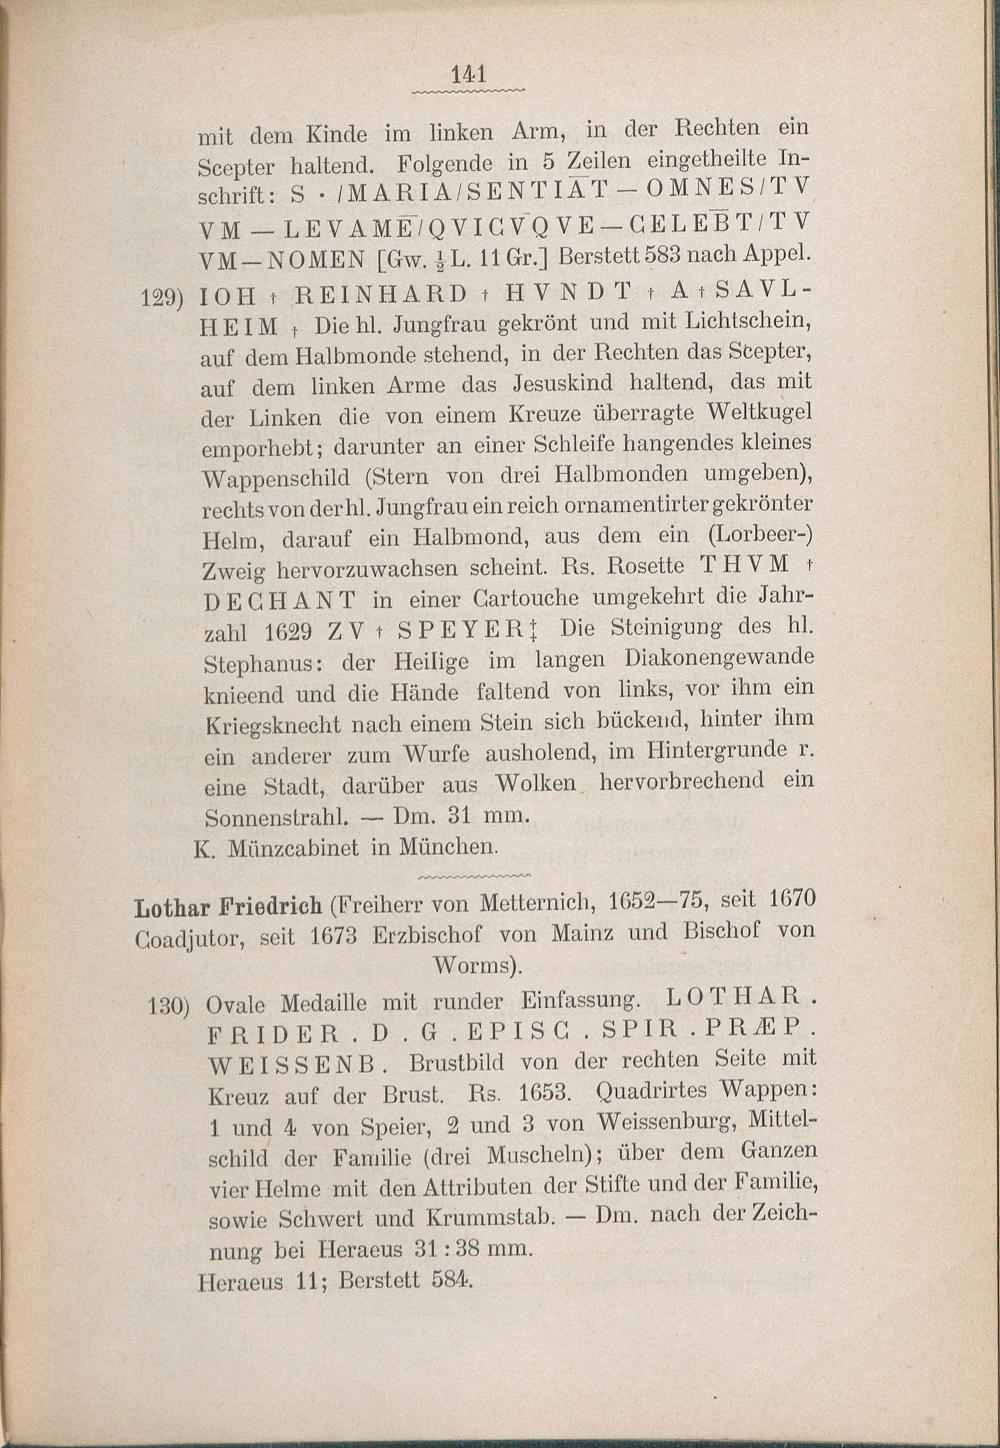 141
mit dem Kinde im linken Arm, in der Rechten ein
Scepter haltend. Folgende in 5 Zeilen eingetheilte In-
schrift: S · /MARIA/SENTIĀT — OMNES/TV
VM — LEVAMĒ/QVICV̄QVE — CELEB̄T/TV
VM — NOMEN [Gw. ½ L. 11 Gr.] Berstett 583 nach Appel.
129) IOH † REINHARD † HVNDT † A † SAVL-
HEIM † Die hl. Jungfrau gekrönt und mit Lichtschein,
auf dem Halbmonde stehend, in der Rechten das Scepter,
auf dem linken Arme das Jesuskind haltend, das mit
der Linken die von einem Kreuze überragte Weltkugel
emporhebt; darunter an einer Schleife hangendes kleines
Wappenschild (Stern von drei Halbmonden umgeben),
rechts von der hl. Jungfrau ein reich ornamentirter gekrönter
Helm, darauf ein Halbmond, aus dem ein (Lorbeer-)
Zweig hervorzuwachsen scheint. Rs. Rosette THVM †
DECHANT in einer Cartouche umgekehrt die Jahr-
zahl 1629 ZV † SPEYER‡ Die Steinigung des hl.
Stephanus: der Heilige im langen Diakonengewande
knieend und die Hände faltend von links, vor ihm ein
Kriegsknecht nach einem Stein sich bückend, hinter ihm
ein anderer zum Wurfe ausholend, im Hintergrunde r.
eine Stadt, darüber aus Wolken hervorbrechend ein
Sonnenstrahl. — Dm. 31 mm.
K. Münzcabinet in München.
Lothar Friedrich (Freiherr von Metternich, 1652—75, seit 1670
Coadjutor, seit 1673 Erzbischof von Mainz und Bischof von
Worms).
130) Ovale Medaille mit runder Einfassung. LOTHAR .
FRIDER . D . G . EPISC . SPIR . PRÆP .
WEISSENB. Brustbild von der rechten Seite mit
Kreuz auf der Brust. Rs. 1653. Quadrirtes Wappen:
1 und 4 von Speier, 2 und 3 von Weissenburg, Mittel-
schild der Familie (drei Muscheln); über dem Ganzen
vier Helme mit den Attributen der Stifte und der Familie,
sowie Schwert und Krummstab. — Dm. nach der Zeich-
nung bei Heraeus 31 : 38 mm.
Heraeus 11; Berstett 584.